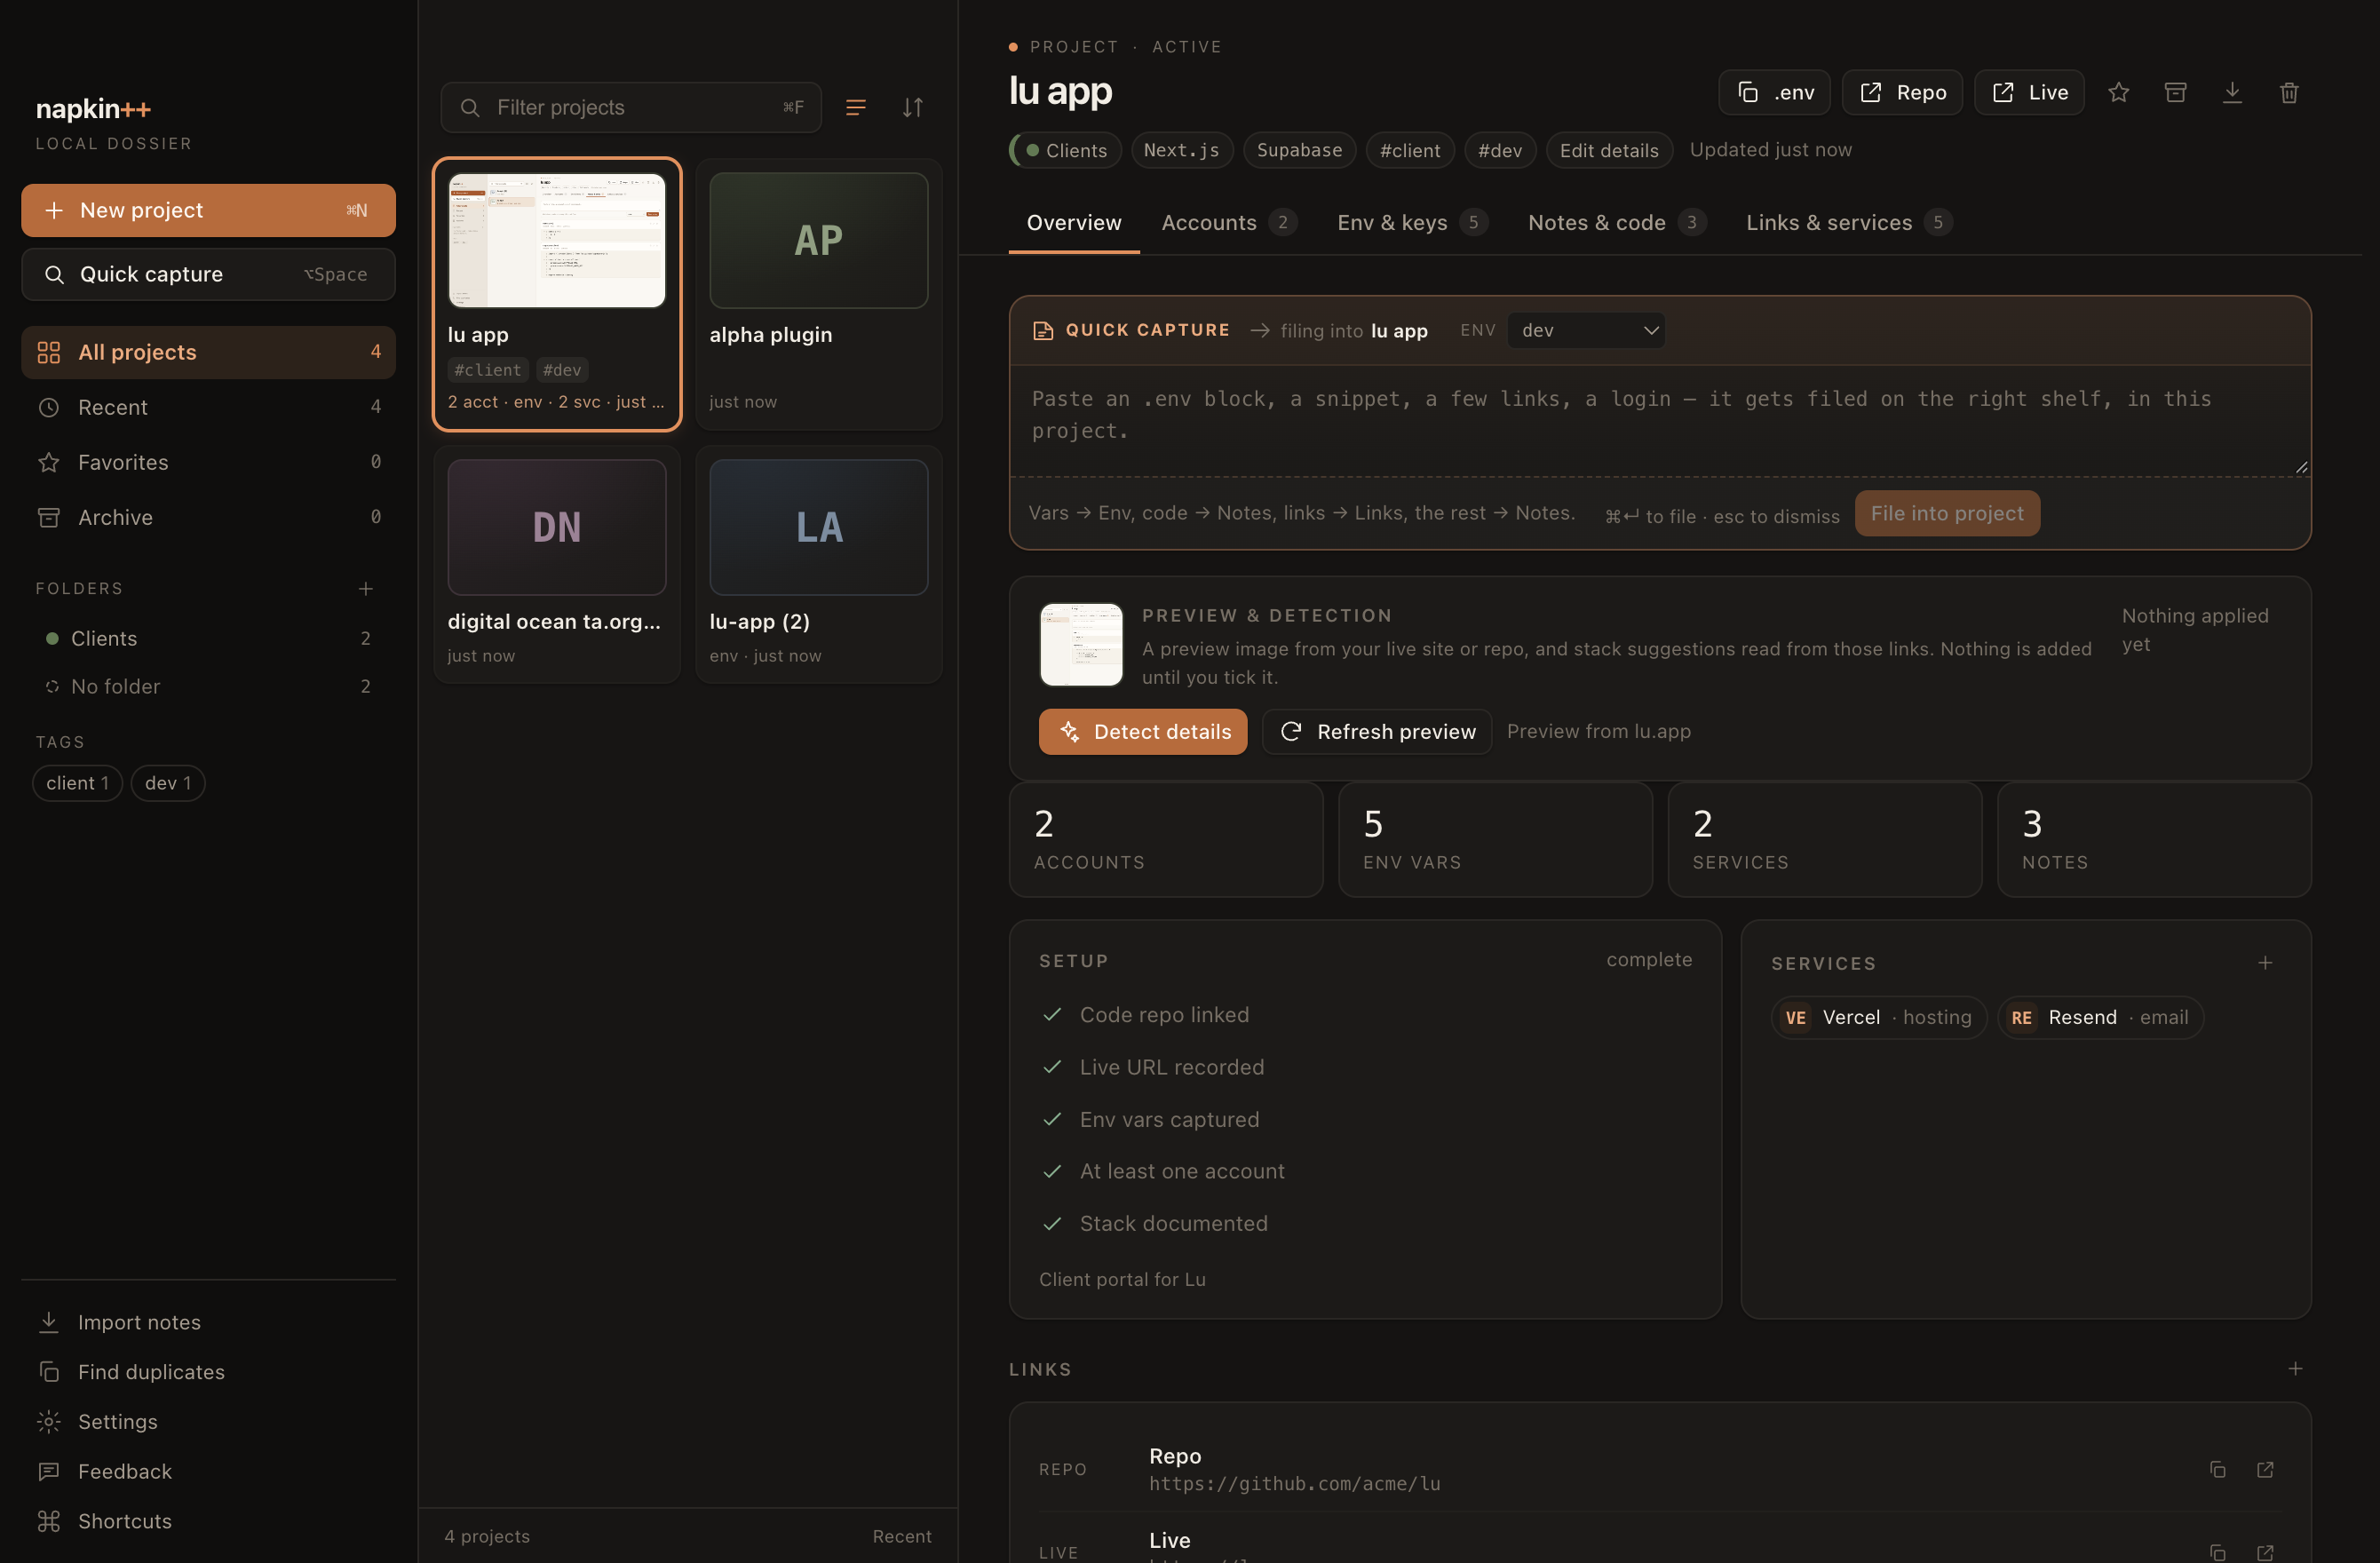 napkin++
LOCAL DOSSIER
New project ⌘N
Quick capture ⌥Space
All projects 4
Recent 4
Favorites 0
Archive 0
FOLDERS
Clients 2
No folder 2
TAGS
client 1 dev 1
Import notes
Find duplicates
Settings
Feedback
Shortcuts
Filter projects ⌘F
lu app
#client #dev
2 acct · env · 2 svc · just ...
AP
alpha plugin
just now
DN
digital ocean ta.org...
just now
LA
lu-app (2)
env · just now
4 projects Recent
PROJECT · ACTIVE
lu app
.env Repo Live
Clients Next.js Supabase #client #dev Edit details Updated just now
Overview Accounts 2 Env & keys 5 Notes & code 3 Links & services 5
QUICK CAPTURE → filing into lu app ENV dev
Paste an .env block, a snippet, a few links, a login — it gets filed on the right shelf, in this
project.
Vars → Env, code → Notes, links → Links, the rest → Notes. ⌘↵ to file · esc to dismiss File into project
PREVIEW & DETECTION
A preview image from your live site or repo, and stack suggestions read from those links. Nothing is added
until you tick it.
Nothing applied
yet
Detect details Refresh preview Preview from lu.app
2
ACCOUNTS
5
ENV VARS
2
SERVICES
3
NOTES
SETUP complete
Code repo linked
Live URL recorded
Env vars captured
At least one account
Stack documented
Client portal for Lu
SERVICES
VE Vercel · hosting RE Resend · email
LINKS
REPO
Repo
https://github.com/acme/lu
LIVE
Live